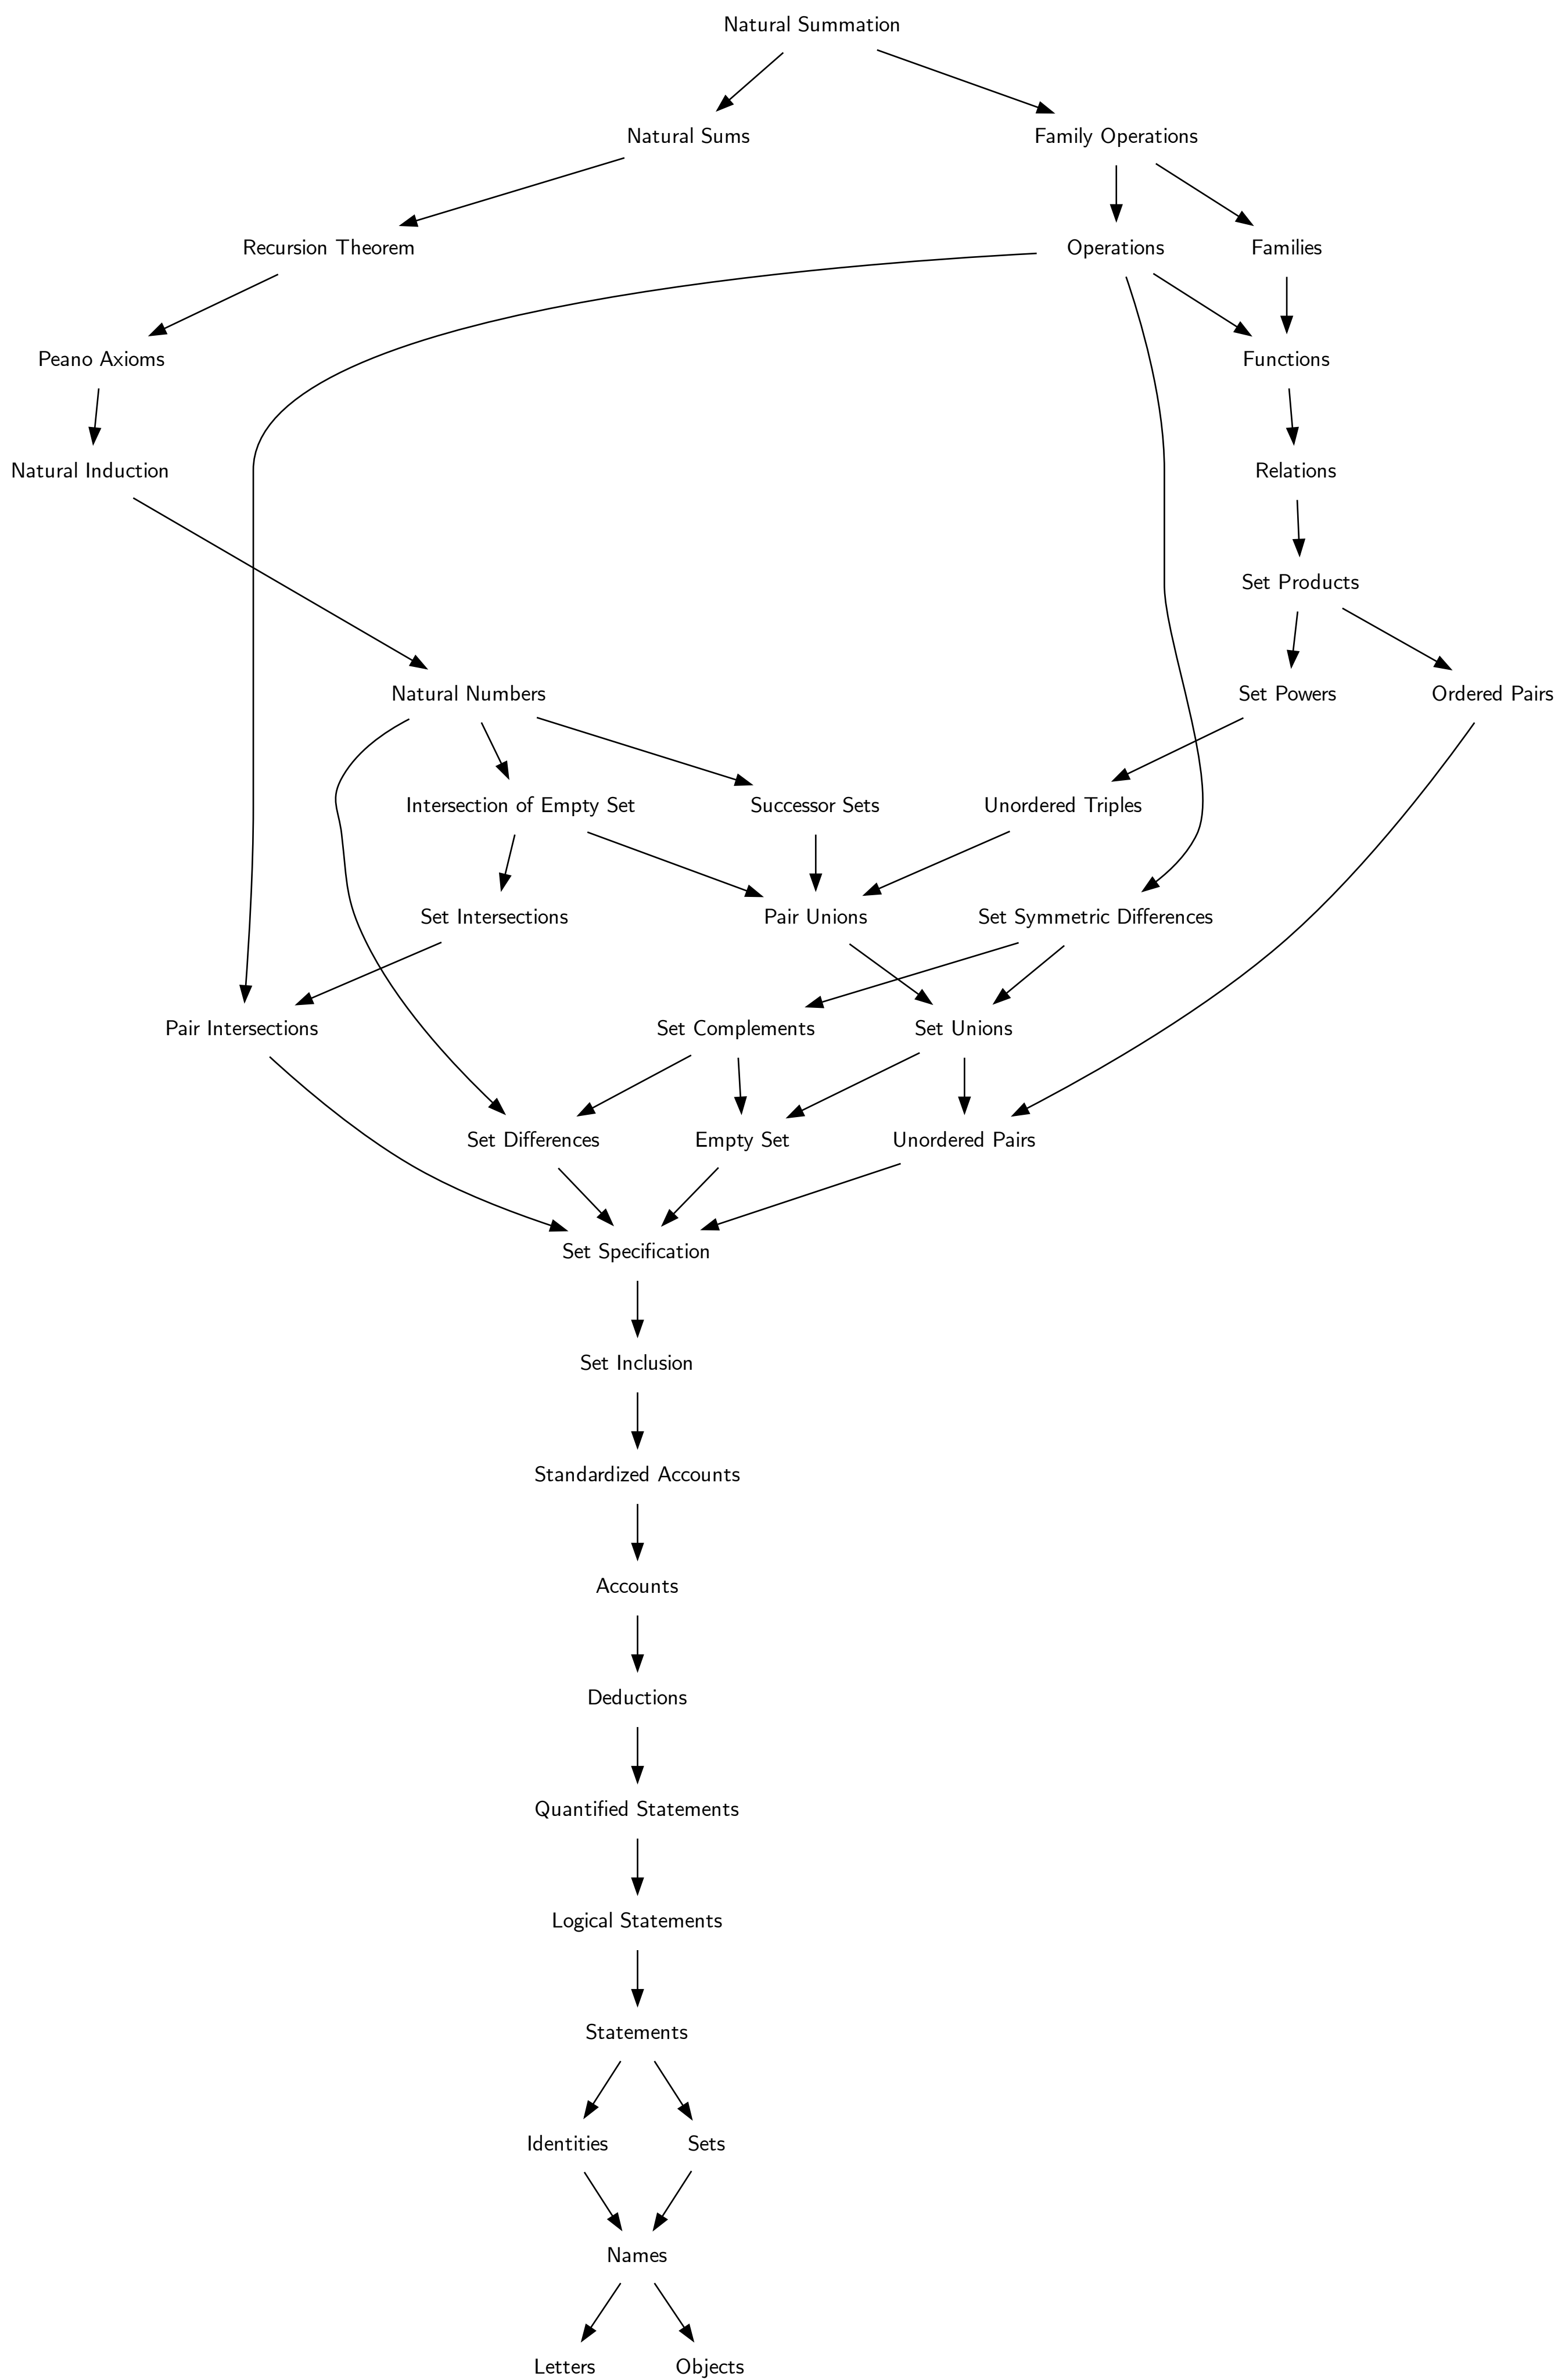 Natural Summation
Natural Sums
Family Operations
Recursion Theorem
Operations
Families
Peano Axioms
Functions
Natural Induction
Relations
Set Products
Natural Numbers
Set Powers
Ordered Pairs
Intersection of Empty Set
Successor Sets
Unordered Triples
Set Intersections
Pair Unions
Set Symmetric Differences
Pair Intersections
Set Complements
Set Unions
Set Differences
Empty Set
Unordered Pairs
Set Specification
Set Inclusion
Standardized Accounts
Accounts
Deductions
Quantified Statements
Logical Statements
Statements
Identities
Sets
Names
Letters
Objects